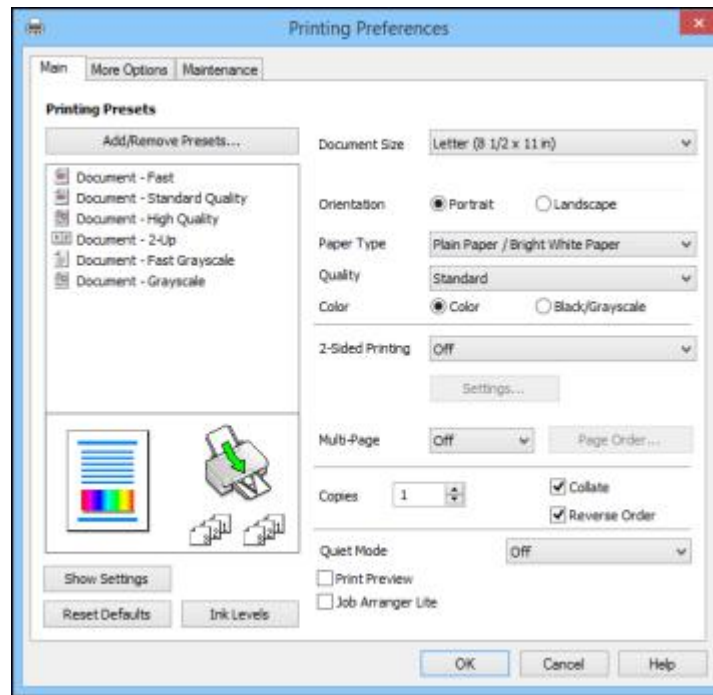 Printing Preferences
Main
More Options
Maintenance
Printing Presets
Add/Remove Presets...
Document - Fast
Document - Standard Quality
Document - High Quality
Document - 2-Up
Document - Fast Grayscale
Document - Grayscale
Show Settings
Reset Defaults
Ink Levels
Document Size
Letter (8 1/2 x 11 in)
Orientation
Portrait
Landscape
Paper Type
Plain Paper / Bright White Paper
Quality
Standard
Color
Color
Black/Grayscale
2-Sided Printing
Off
Settings...
Multi-Page
Off
Page Order...
Copies
1
Collate
Reverse Order
Quiet Mode
Off
Print Preview
Job Arranger Lite
OK
Cancel
Help